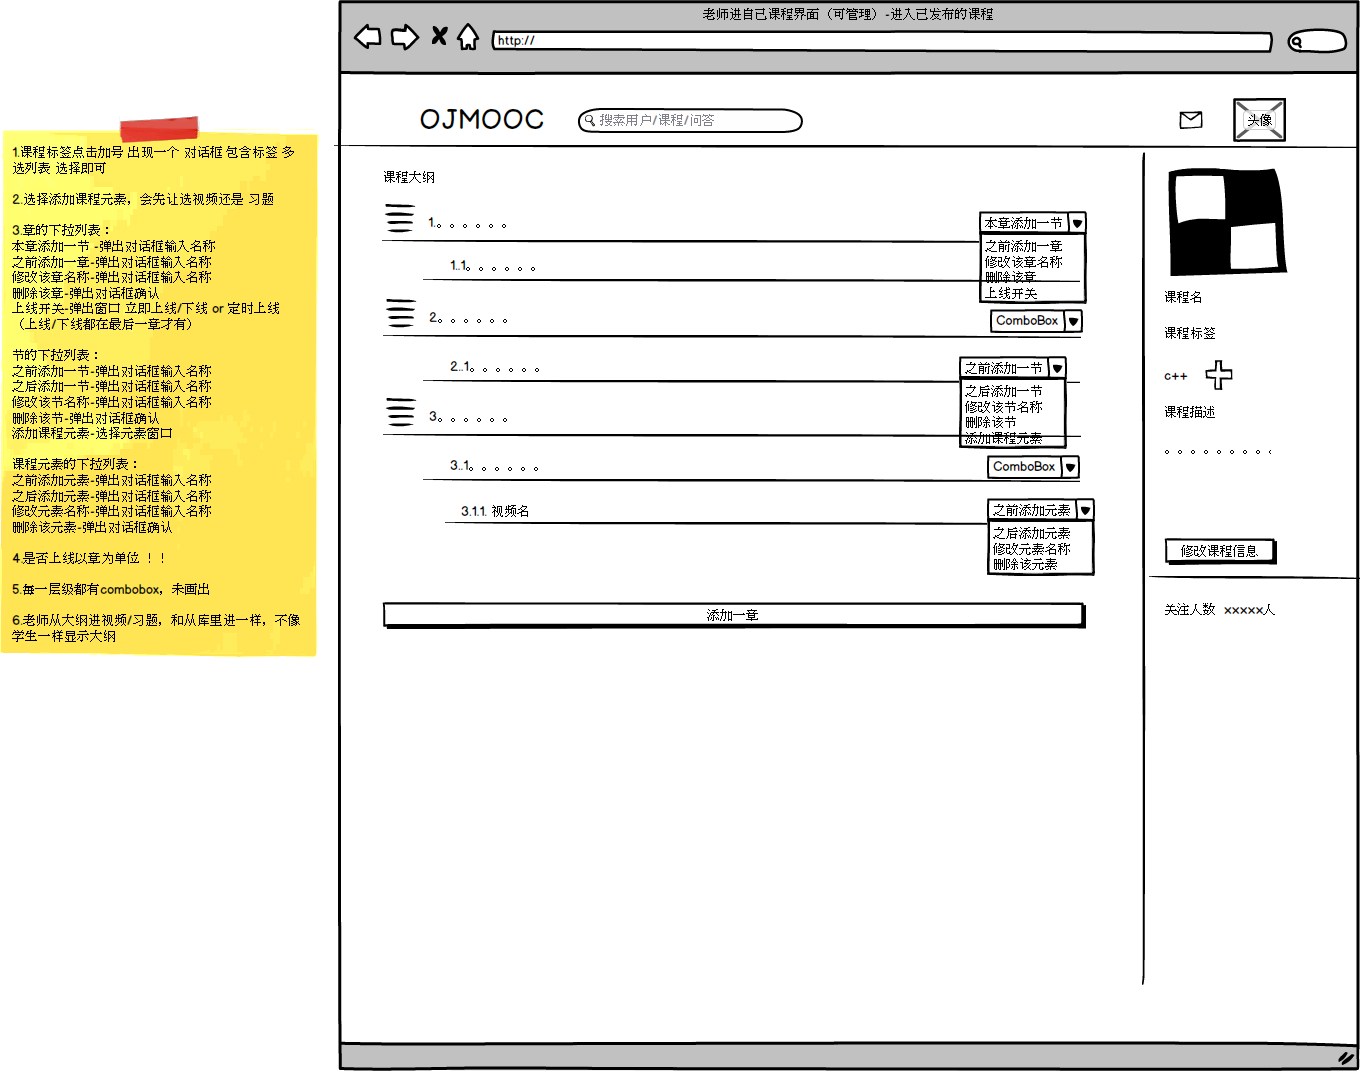 老师进自己课程界面（可管理）-进入已发布的课程
http://
OJMOOC
搜索用户/课程/问答
头像
1.课程标签点击加号 出现一个 对话框 包含标签 多
选列表 选择即可
2.选择添加课程元素，会先让选视频还是 习题
3.章的下拉列表：
本章添加一节 -弹出对话框输入名称
之前添加一章-弹出对话框输入名称
修改该章名称-弹出对话框输入名称
删除该章-弹出对话框确认
上线开关-弹出窗口 立即上线/下线 or 定时上线
（上线/下线都在最后一章才有）
节的下拉列表：
之前添加一节-弹出对话框输入名称
之后添加一节-弹出对话框输入名称
修改该节名称-弹出对话框输入名称
删除该节-弹出对话框确认
添加课程元素-选择元素窗口
课程元素的下拉列表：
之前添加元素-弹出对话框输入名称
之后添加元素-弹出对话框输入名称
修改元素名称-弹出对话框输入名称
删除该元素-弹出对话框确认
4.是否上线以章为单位 ！！
5.每一层级都有combobox，未画出
6.老师从大纲进视频/习题，和从库里进一样，不像
学生一样显示大纲
课程大纲
1.。。。。。。
本章添加一节
之前添加一章
修改该章名称
删除该章
上线开关
1..1。。。。。。
2。。。。。。
ComboBox
2..1。。。。。。
之前添加一节
之后添加一节
修改该节名称
删除该节
添加课程元素
3。。。。。。
3..1。。。。。。
ComboBox
3.1.1. 视频名
之前添加元素
之后添加元素
修改元素名称
删除该元素
添加一章
课程名
课程标签
c++
课程描述
。。。。。。。。。
修改课程信息
关注人数 xxxxx人